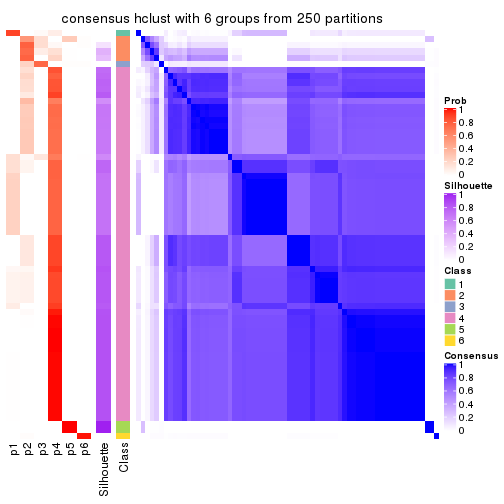 consensus hclust with 6 groups from 250 partitions
Prob
1
0.8
0.6
0.4
0.2
0
Silhouette
1
0.8
0.6
0.4
0.2
0
Class
1
2
3
4
5
6
Consensus
1
0.8
0.6
0.4
0.2
0
p1
p2
p3
p4
p5
p6
Silhouette
Class